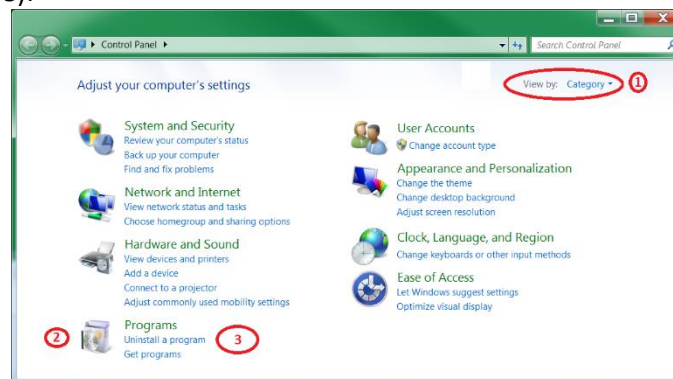 Control Panel
Search Control Panel
Adjust your computer's settings
View by: Category
1
System and Security
Review your computer's status
Back up your computer
Find and fix problems
Network and Internet
View network status and tasks
Choose homegroup and sharing options
Hardware and Sound
View devices and printers
Add a device
Connect to a projector
Adjust commonly used mobility settings
2
Programs
Uninstall a program
3
Get programs
User Accounts
Change account type
Appearance and Personalization
Change the theme
Change desktop background
Adjust screen resolution
Clock, Language, and Region
Change keyboards or other input methods
Ease of Access
Let Windows suggest settings
Optimize visual display